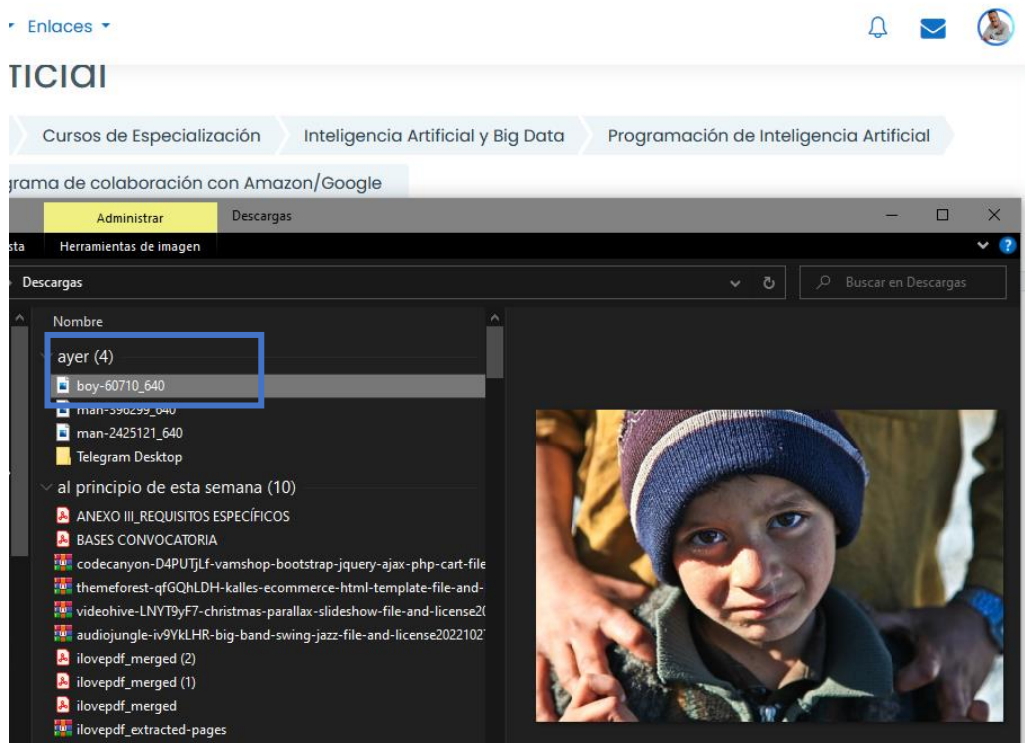 Enlaces
ficial
Cursos de Especialización Inteligencia Artificial y Big Data Programación de Inteligencia Artificial
grama de colaboración con Amazon/Google
Administrar Descargas
sta Herramientas de imagen
Descargas Buscar en Descargas
Nombre
ayer (4)
boy-60710_640
man-396299_640
man-2425121_640
Telegram Desktop
al principio de esta semana (10)
ANEXO III_REQUISITOS ESPECÍFICOS
BASES CONVOCATORIA
codecanyon-D4PUTjLf-vamshop-bootstrap-jquery-ajax-php-cart-file
themeforest-qfGQhLDH-kalles-ecommerce-html-template-file-and-
videohive-LNYT9yF7-christmas-parallax-slideshow-file-and-license20
audiojungle-iv9YkLHR-big-band-swing-jazz-file-and-license2022102
ilovepdf_merged (2)
ilovepdf_merged (1)
ilovepdf_merged
ilovepdf_extracted-pages